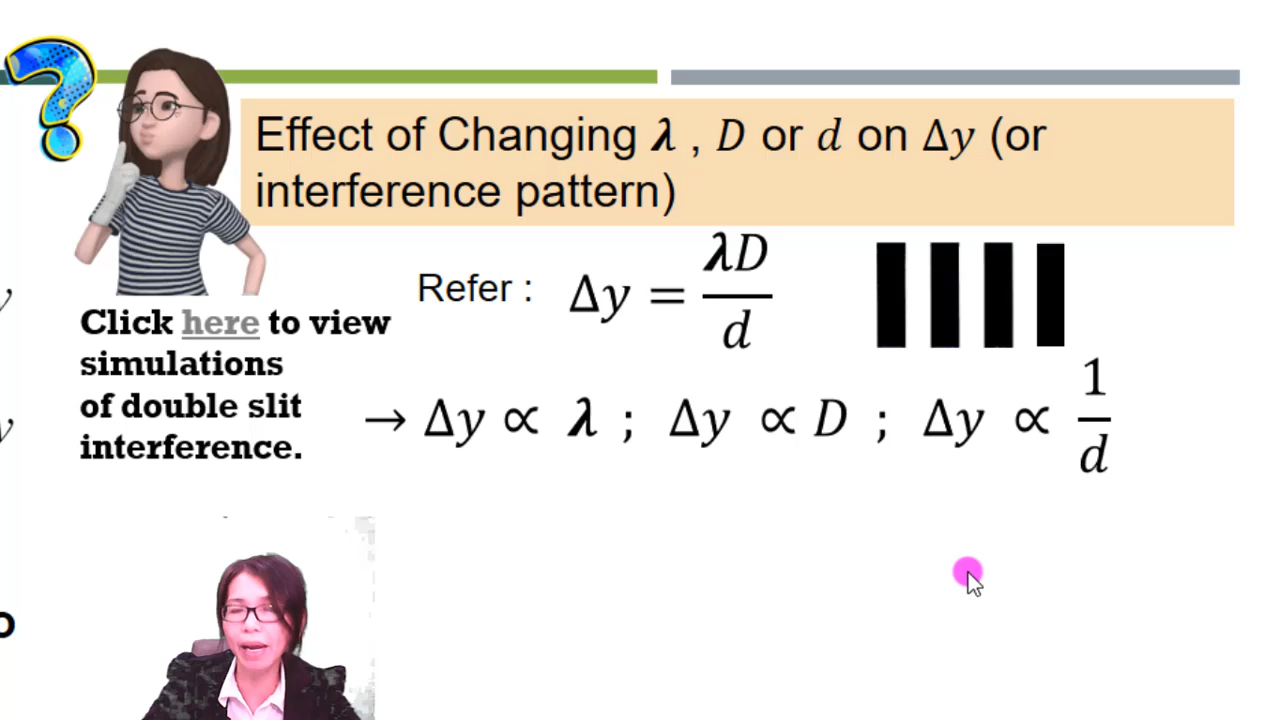 Effect of Changing λ , D or d on Δy (or
interference pattern)
Refer : Δy = λD/d
Click here to view
simulations
of double slit
interference.
→ Δy ∝ λ ; Δy ∝ D ; Δy ∝ 1/d